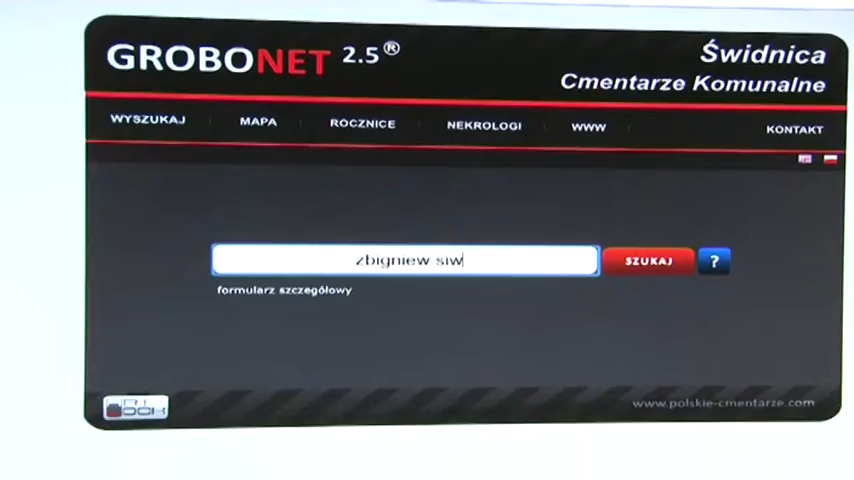 GROBONET 2.5®
Świdnica
Cmentarze Komunalne
WYSZUKAJ
MAPA
ROCZNICE
NEKROLOGI
WWW
KONTAKT
zbigniew siw
SZUKAJ
?
formularz szczegółowy
www.polskie-cmentarze.com